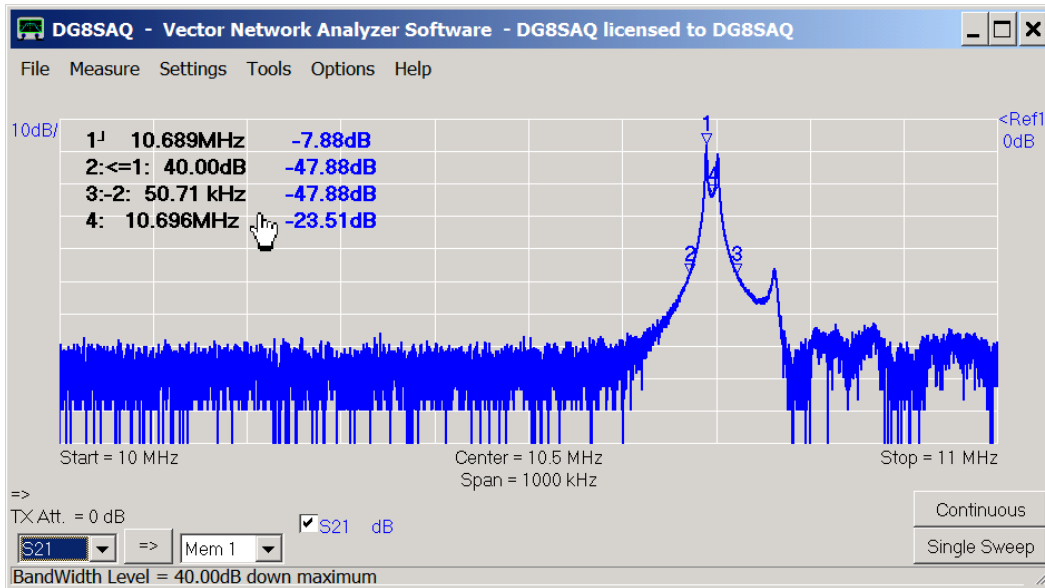 DG8SAQ - Vector Network Analyzer Software - DG8SAQ licensed to DG8SAQ
File Measure Settings Tools Options Help
10dB/
<Ref1
0dB
1┘ 10.689MHz -7.88dB
2:<=1: 40.00dB -47.88dB
3:-2: 50.71 kHz -47.88dB
4: 10.696MHz -23.51dB
1
4
2
3
Start = 10 MHz
Center = 10.5 MHz
Stop = 11 MHz
Span = 1000 kHz
=>
TX Att. = 0 dB
S21 dB
Continuous
S21
=>
Mem 1
Single Sweep
BandWidth Level = 40.00dB down maximum